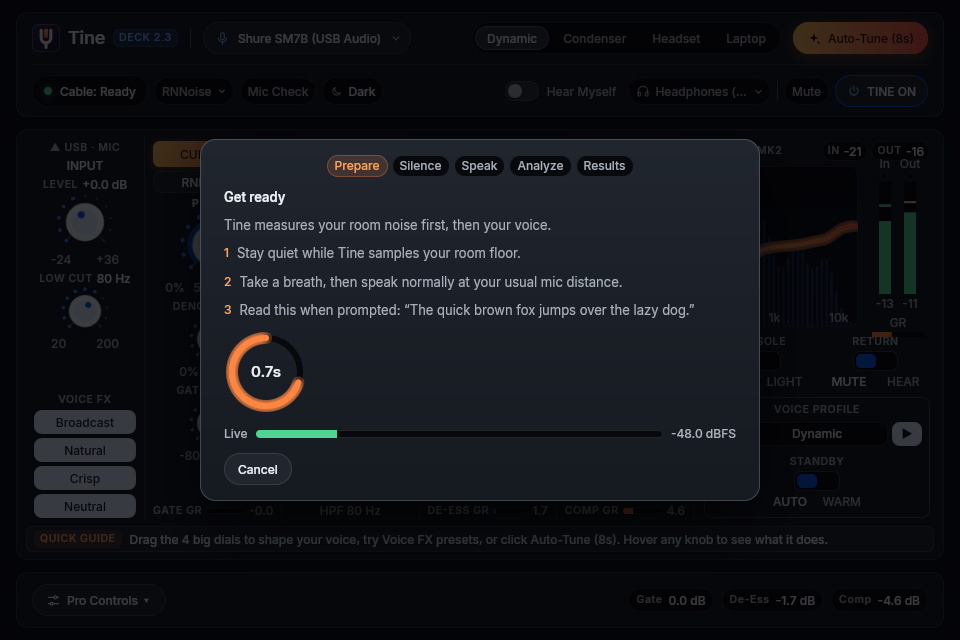 Tine DECK 2.3 Shure SM7B (USB Audio) Dynamic Condenser Headset Laptop Auto-Tune (8s)
Cable: Ready RNNoise Mic Check Dark Hear Myself Headphones (... Mute TINE ON
USB · MIC
INPUT
LEVEL +0.0 dB
-24 +36
LOW CUT 80 Hz
20 200
VOICE FX
Broadcast
Natural
Crisp
Neutral
Prepare Silence Speak Analyze Results
Get ready
Tine measures your room noise first, then your voice.
1 Stay quiet while Tine samples your room floor.
2 Take a breath, then speak normally at your usual mic distance.
3 Read this when prompted: “The quick brown fox jumps over the lazy dog.”
0.7s
Live -48.0 dBFS
Cancel
MK2 IN -21 OUT -16
In Out
-13 -11
1k 10k
GR
RETURN
LIGHT MUTE HEAR
VOICE PROFILE
Dynamic
STANDBY
AUTO WARM
GATE GR -0.0 HPF 80 Hz DE-ESS GR 1.7 COMP GR 4.6
QUICK GUIDE Drag the 4 big dials to shape your voice, try Voice FX presets, or click Auto-Tune (8s). Hover any knob to see what it does.
Pro Controls Gate 0.0 dB De-Ess -1.7 dB Comp -4.6 dB